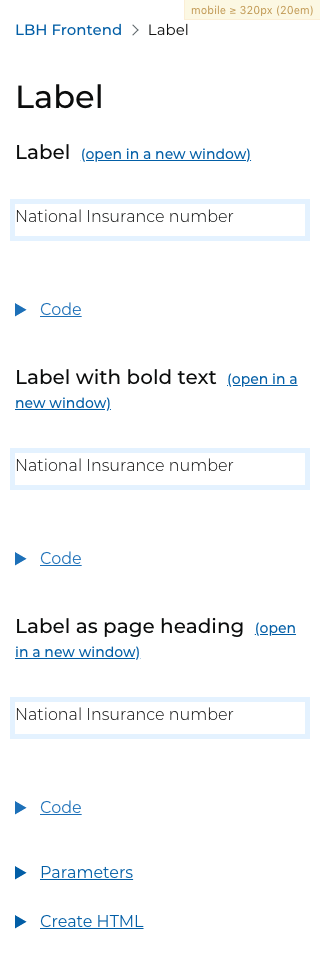 mobile ≥ 320px (20em)
LBH Frontend > Label
Label
Label (open in a new window)
National Insurance number
Code
Label with bold text (open in a
new window)
National Insurance number
Code
Label as page heading (open
in a new window)
National Insurance number
Code
Parameters
Create HTML